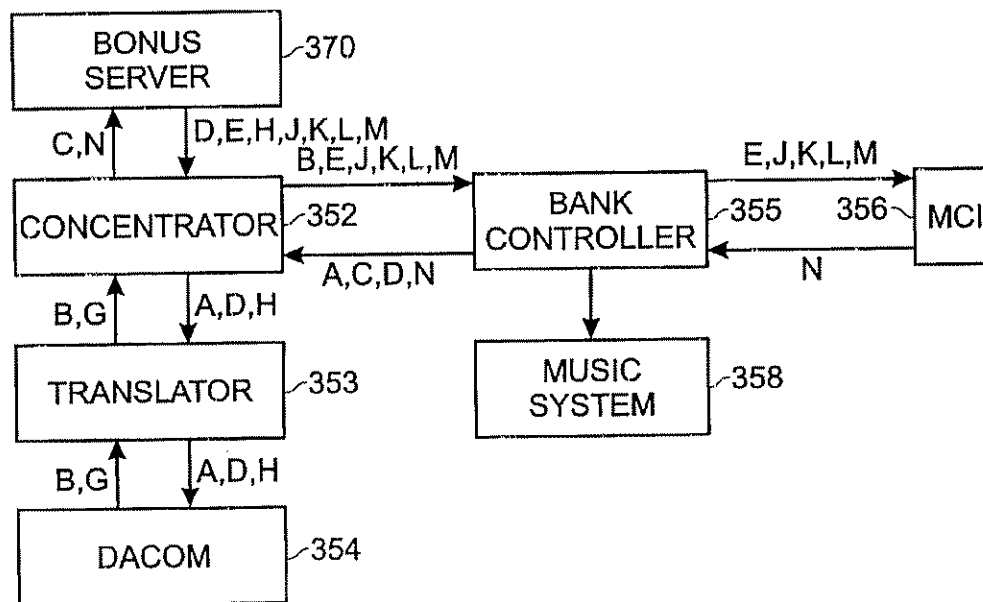 BONUS
SERVER
370
C,N
D,E,H,J,K,L,M
B,E,J,K,L,M
E,J,K,L,M
CONCENTRATOR
352
BANK
CONTROLLER
355
356
MCI
A,C,D,N
N
B,G
A,D,H
TRANSLATOR
353
MUSIC
SYSTEM
358
B,G
A,D,H
DACOM
354